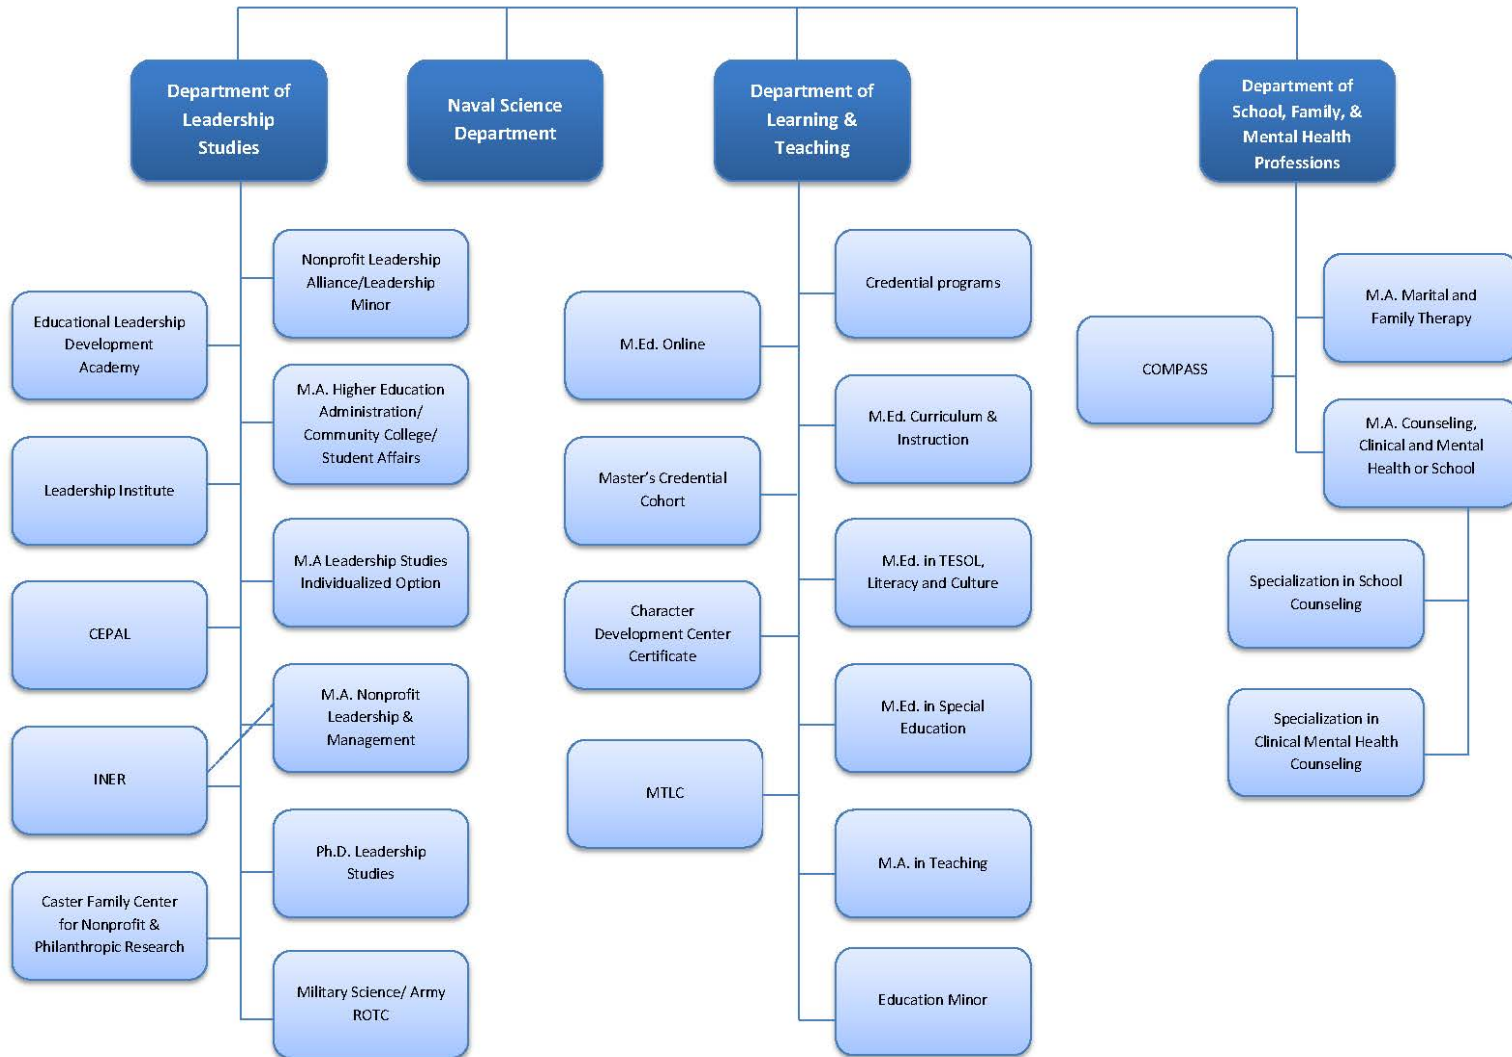 Department of
Leadership
Studies
Naval Science
Department
Department of
Learning &
Teaching
Department of
School, Family, &
Mental Health
Professions
Nonprofit Leadership
Alliance/Leadership
Minor
Educational Leadership
Development
Academy
M.A. Higher Education
Administration/
Community College/
Student Affairs
Leadership Institute
M.A Leadership Studies
Individualized Option
CEPAL
M.A. Nonprofit
Leadership &
Management
INER
Ph.D. Leadership
Studies
Caster Family Center
for Nonprofit &
Philanthropic Research
Military Science/ Army
ROTC
Credential programs
M.Ed. Online
M.Ed. Curriculum &
Instruction
Master’s Credential
Cohort
M.Ed. in TESOL,
Literacy and Culture
Character
Development Center
Certificate
M.Ed. in Special
Education
MTLC
M.A. in Teaching
Education Minor
M.A. Marital and
Family Therapy
COMPASS
M.A. Counseling,
Clinical and Mental
Health or School
Specialization in School
Counseling
Specialization in
Clinical Mental Health
Counseling